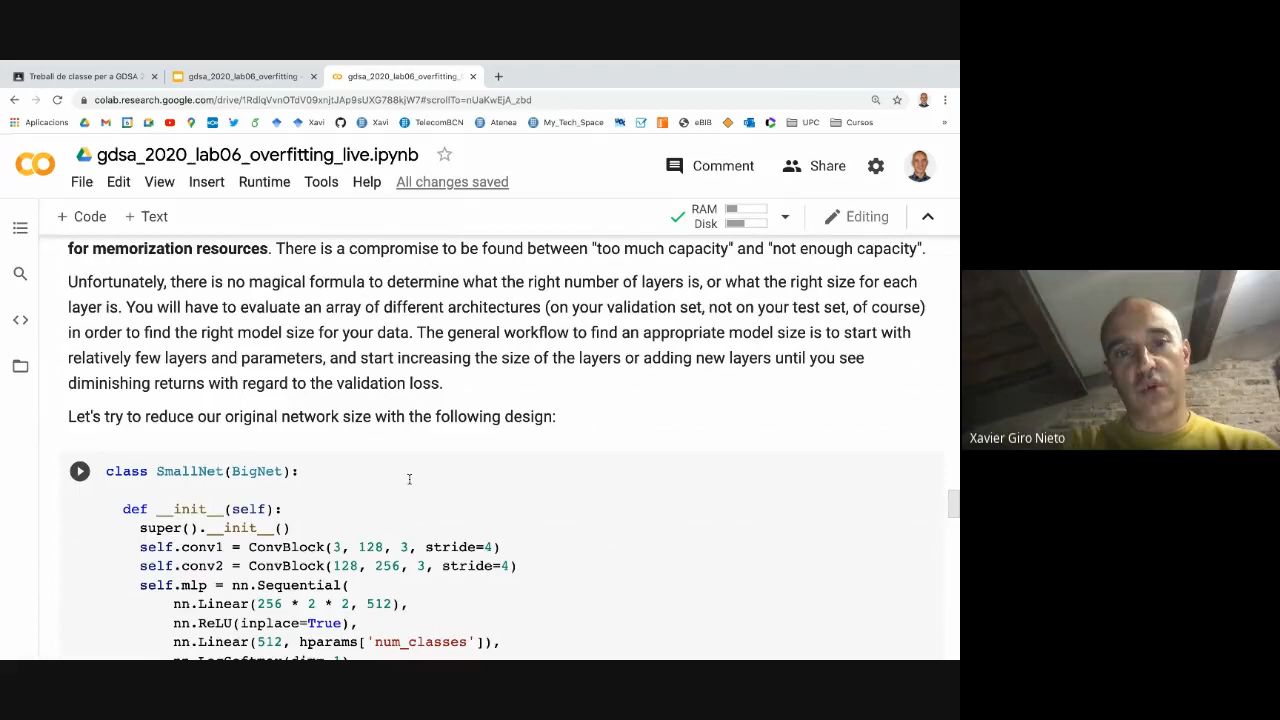 Treball de classe per a GDSA
gdsa_2020_lab06_overfitting
gdsa_2020_lab06_overfitting_
colab.research.google.com/drive/1RdlqVvnOTdV09xnjtJAp9sUXG788kjW7#scrollTo=nUaKwEjA_zbd
Aplicacions
Xavi
Xavi
TelecomBCN
Atenea
My_Tech_Space
eBIB
UPC
Cursos
gdsa_2020_lab06_overfitting_live.ipynb
Comment
Share
File Edit View Insert Runtime Tools Help All changes saved
+ Code + Text
RAM
Disk
Editing
for memorization resources. There is a compromise to be found between "too much capacity" and "not enough capacity".
Unfortunately, there is no magical formula to determine what the right number of layers is, or what the right size for each
layer is. You will have to evaluate an array of different architectures (on your validation set, not on your test set, of course)
in order to find the right model size for your data. The general workflow to find an appropriate model size is to start with
relatively few layers and parameters, and start increasing the size of the layers or adding new layers until you see
diminishing returns with regard to the validation loss.
Let's try to reduce our original network size with the following design:
class SmallNet(BigNet):
def __init__(self):
super().__init__()
self.conv1 = ConvBlock(3, 128, 3, stride=4)
self.conv2 = ConvBlock(128, 256, 3, stride=4)
self.mlp = nn.Sequential(
nn.Linear(256 * 2 * 2, 512),
nn.ReLU(inplace=True),
nn.Linear(512, hparams['num_classes']),
Xavier Giro Nieto